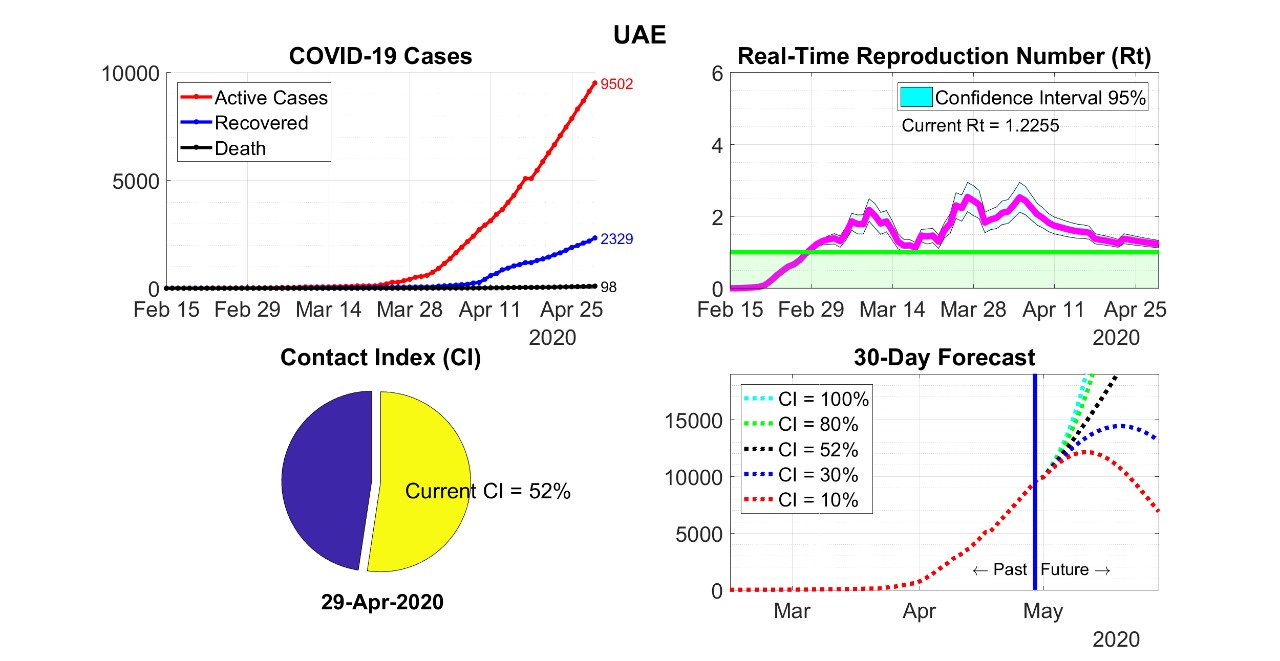 UAE
COVID-19 Cases
10000
5000
0
Active Cases
Recovered
Death
9502
2329
98
Feb 15 Feb 29 Mar 14 Mar 28 Apr 11 Apr 25
2020
Real-Time Reproduction Number (Rt)
6
4
2
0
Confidence Interval 95%
Current Rt = 1.2255
Feb 15 Feb 29 Mar 14 Mar 28 Apr 11 Apr 25
2020
Contact Index (CI)
Current CI = 52%
29-Apr-2020
30-Day Forecast
15000
10000
5000
0
CI = 100%
CI = 80%
CI = 52%
CI = 30%
CI = 10%
← Past Future →
Mar Apr May
2020